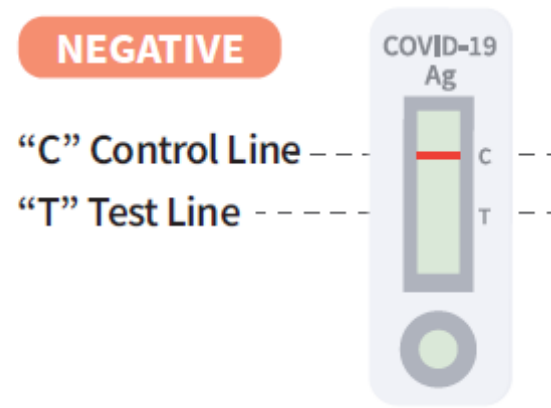 NEGATIVE
COVID-19
Ag
“C” Control Line
C
“T” Test Line
T